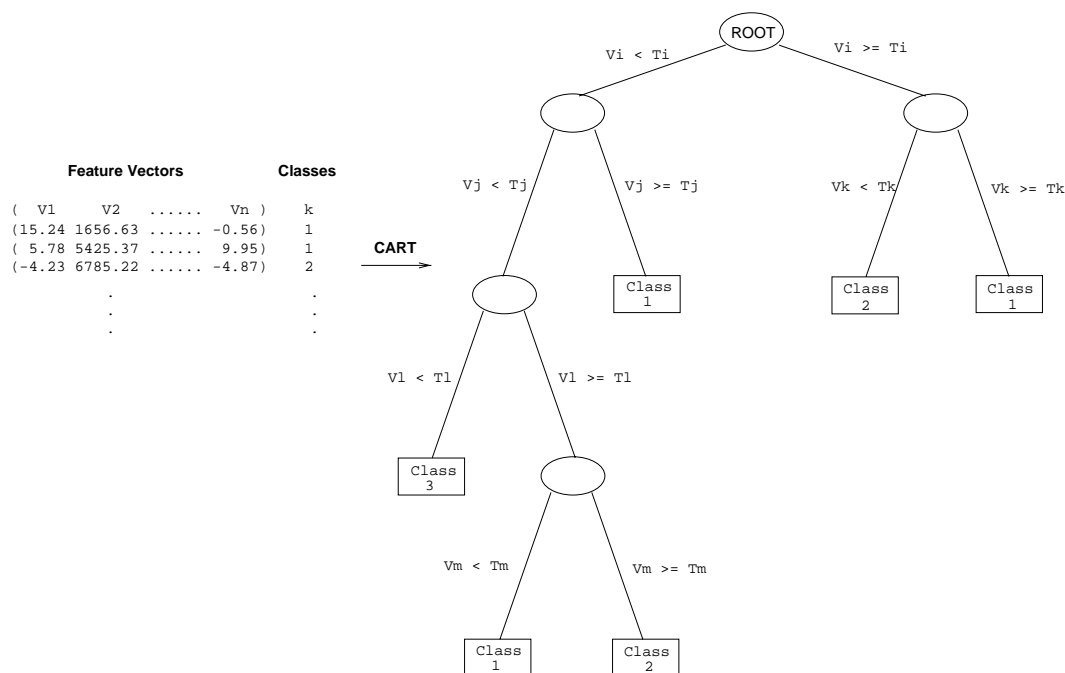 ROOT
Vi < Ti
Vi >= Ti
Feature Vectors Classes
( V1 V2 ...... Vn ) k
(15.24 1656.63 ...... -0.56) 1
( 5.78 5425.37 ...... 9.95) 1
(-4.23 6785.22 ...... -4.87) 2
. .
. .
. .
CART
Vj < Tj
Vj >= Tj
Vk < Tk
Vk >= Tk
Class
1
Class
2
Class
1
Vl < Tl
Vl >= Tl
Class
3
Vm < Tm
Vm >= Tm
Class
1
Class
2